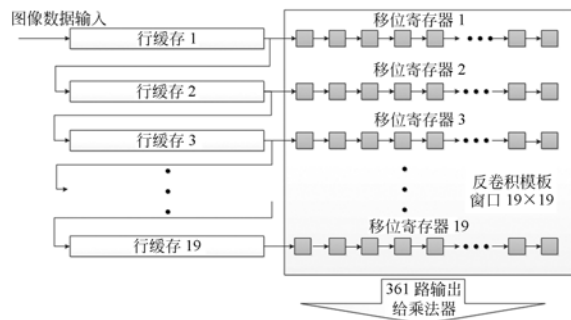 图像数据输入
行缓存 1
移位寄存器 1
行缓存 2
移位寄存器 2
行缓存 3
移位寄存器 3
反卷积模板
窗口 19×19
行缓存 19
移位寄存器 19
361 路输出
给乘法器